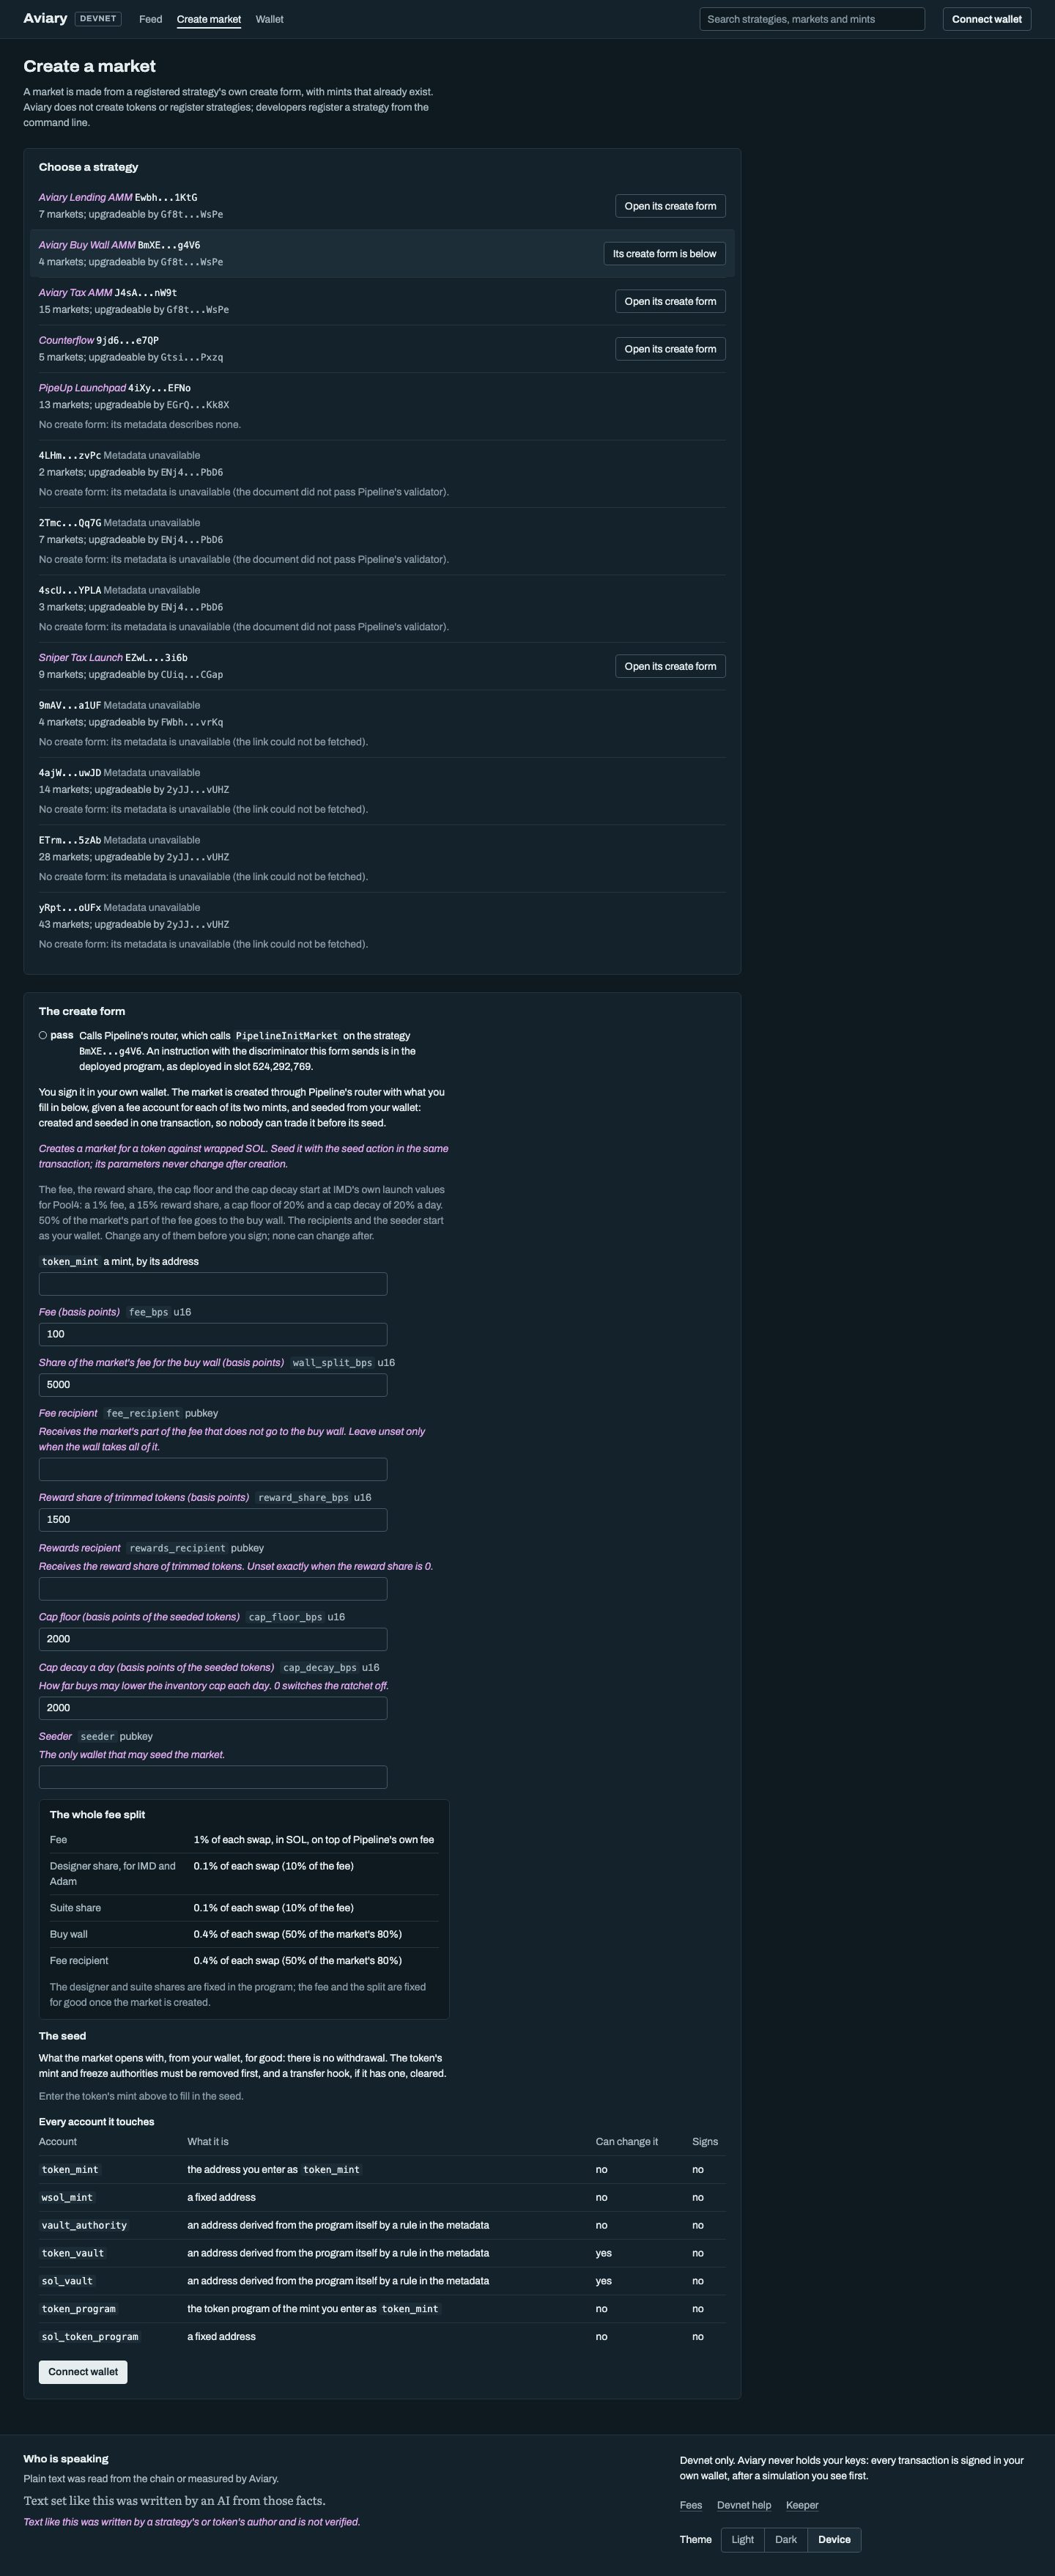 Aviary DEVNET Feed Create market Wallet Search strategies, markets and mints Connect wallet
Create a market
A market is made from a registered strategy's own create form, with mints that already exist.
Aviary does not create tokens or register strategies; developers register a strategy from the
command line.
Choose a strategy
Aviary Lending AMM Ewbh...1KtG
7 markets; upgradeable by Gf8t...WsPe
Open its create form
Aviary Buy Wall AMM BmXE...g4V6
4 markets; upgradeable by Gf8t...WsPe
Its create form is below
Aviary Tax AMM J4sA...nW9t
15 markets; upgradeable by Gf8t...WsPe
Open its create form
Counterflow 9jd6...e7QP
5 markets; upgradeable by Gtsi...Pxzq
Open its create form
PipeUp Launchpad 4iXy...EFNo
13 markets; upgradeable by EGrQ...Kk8X
No create form: its metadata describes none.
4LHm...zvPc Metadata unavailable
2 markets; upgradeable by ENj4...PbD6
No create form: its metadata is unavailable (the document did not pass Pipeline's validator).
2Tmc...Qq7G Metadata unavailable
7 markets; upgradeable by ENj4...PbD6
No create form: its metadata is unavailable (the document did not pass Pipeline's validator).
4scU...YPLA Metadata unavailable
3 markets; upgradeable by ENj4...PbD6
No create form: its metadata is unavailable (the document did not pass Pipeline's validator).
Sniper Tax Launch EZwL...3i6b
9 markets; upgradeable by CUiq...CGap
Open its create form
9mAV...a1UF Metadata unavailable
4 markets; upgradeable by FWbh...vrKq
No create form: its metadata is unavailable (the link could not be fetched).
4ajW...uwJD Metadata unavailable
14 markets; upgradeable by 2yJJ...vUHZ
No create form: its metadata is unavailable (the link could not be fetched).
ETrm...5zAb Metadata unavailable
28 markets; upgradeable by 2yJJ...vUHZ
No create form: its metadata is unavailable (the link could not be fetched).
yRpt...oUFx Metadata unavailable
43 markets; upgradeable by 2yJJ...vUHZ
No create form: its metadata is unavailable (the link could not be fetched).
The create form
pass Calls Pipeline's router, which calls PipelineInitMarket on the strategy
BmXE...g4V6. An instruction with the discriminator this form sends is in the
deployed program, as deployed in slot 524,292,769.
You sign it in your own wallet. The market is created through Pipeline's router with what you
fill in below, given a fee account for each of its two mints, and seeded from your wallet:
created and seeded in one transaction, so nobody can trade it before its seed.
Creates a market for a token against wrapped SOL. Seed it with the seed action in the same
transaction; its parameters never change after creation.
The fee, the reward share, the cap floor and the cap decay start at IMD's own launch values
for Pool4: a 1% fee, a 15% reward share, a cap floor of 20% and a cap decay of 20% a day.
50% of the market's part of the fee goes to the buy wall. The recipients and the seeder start
as your wallet. Change any of them before you sign; none can change after.
token_mint a mint, by its address
Fee (basis points) fee_bps u16
100
Share of the market's fee for the buy wall (basis points) wall_split_bps u16
5000
Fee recipient fee_recipient pubkey
Receives the market's part of the fee that does not go to the buy wall. Leave unset only
when the wall takes all of it.
Reward share of trimmed tokens (basis points) reward_share_bps u16
1500
Rewards recipient rewards_recipient pubkey
Receives the reward share of trimmed tokens. Unset exactly when the reward share is 0.
Cap floor (basis points of the seeded tokens) cap_floor_bps u16
2000
Cap decay a day (basis points of the seeded tokens) cap_decay_bps u16
How far buys may lower the inventory cap each day. 0 switches the ratchet off.
2000
Seeder seeder pubkey
The only wallet that may seed the market.
The whole fee split
Fee 1% of each swap, in SOL, on top of Pipeline's own fee
Designer share, for IMD and
Adam
0.1% of each swap (10% of the fee)
Suite share 0.1% of each swap (10% of the fee)
Buy wall 0.4% of each swap (50% of the market's 80%)
Fee recipient 0.4% of each swap (50% of the market's 80%)
The designer and suite shares are fixed in the program; the fee and the split are fixed
for good once the market is created.
The seed
What the market opens with, from your wallet, for good: there is no withdrawal. The token's
mint and freeze authorities must be removed first, and a transfer hook, if it has one, cleared.
Enter the token's mint above to fill in the seed.
Every account it touches
Account What it is Can change it Signs
token_mint the address you enter as token_mint no no
wsol_mint a fixed address no no
vault_authority an address derived from the program itself by a rule in the metadata no no
token_vault an address derived from the program itself by a rule in the metadata yes no
sol_vault an address derived from the program itself by a rule in the metadata yes no
token_program the token program of the mint you enter as token_mint no no
sol_token_program a fixed address no no
Connect wallet
Who is speaking
Plain text was read from the chain or measured by Aviary.
Text set like this was written by an AI from those facts.
Text like this was written by a strategy's or token's author and is not verified.
Devnet only. Aviary never holds your keys: every transaction is signed in your
own wallet, after a simulation you see first.
Fees Devnet help Keeper
Theme Light Dark Device